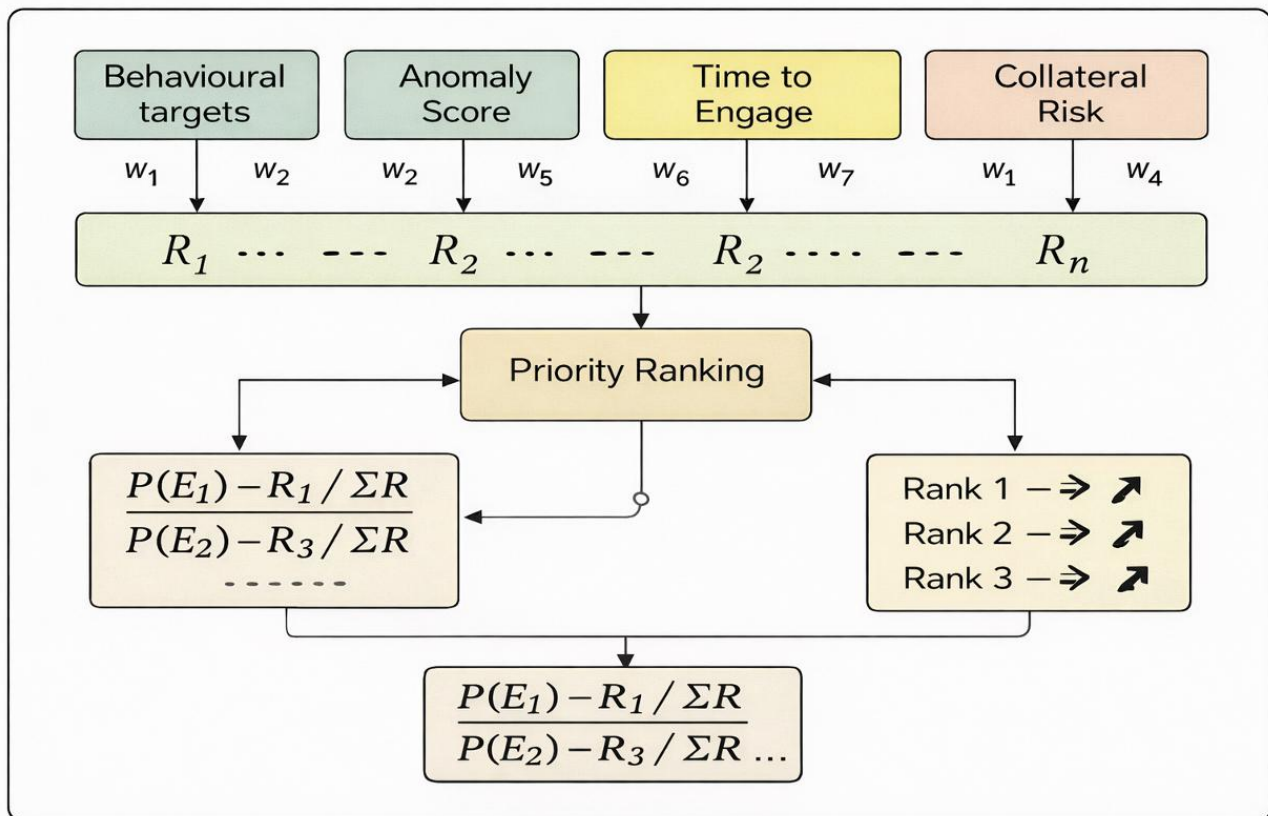 Behavioural
targets
Anomaly
Score
Time to
Engage
Collateral
Risk
w₁ w₂ w₂ w₅ w₆ w₇ w₁ w₄
R₁ ... --- R₂ ... --- R₂ .... --- Rₙ
Priority Ranking
P(E₁) – R₁ / ΣR
P(E₂) – R₃ / ΣR
------
Rank 1 – ⇒ ↗
Rank 2 – ⇒ ↗
Rank 3 – ⇒ ↗
P(E₁) – R₁ / ΣR
P(E₂) – R₃ / ΣR ...